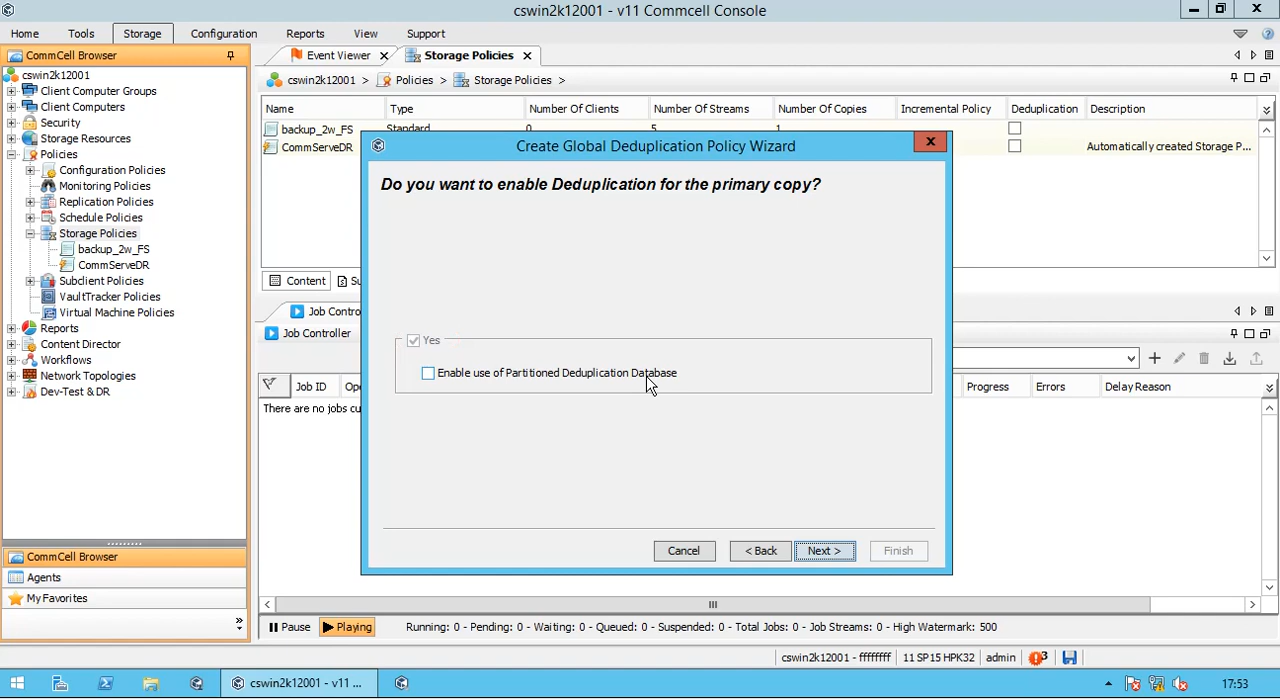 cswin2k12001 - v11 Commcell Console
Home Tools Storage Configuration Reports View Support
CommCell Browser
cswin2k12001
Client Computer Groups
Client Computers
Security
Storage Resources
Policies
Configuration Policies
Monitoring Policies
Replication Policies
Schedule Policies
Storage Policies
backup_2w_FS
CommServeDR
Subclient Policies
VaultTracker Policies
Virtual Machine Policies
Reports
Content Director
Workflows
Network Topologies
Dev-Test & DR
CommCell Browser
Agents
My Favorites
Event Viewer Storage Policies
cswin2k12001 > Policies > Storage Policies >
Name Type Number Of Clients Number Of Streams Number Of Copies Incremental Policy Deduplication Description
backup_2w_FS Standard 0 5 1
CommServeDR Automatically created Storage P...
Content Su
Create Global Deduplication Policy Wizard
Do you want to enable Deduplication for the primary copy?
Yes
Enable use of Partitioned Deduplication Database
Cancel < Back Next > Finish
Job Contro
Job Controller
Job ID Ope Progress Errors Delay Reason
There are no jobs cu
Pause Playing Running: 0 - Pending: 0 - Waiting: 0 - Queued: 0 - Suspended: 0 - Total Jobs: 0 - Job Streams: 0 - High Watermark: 500
cswin2k12001 - ffffffff 11 SP15 HPK32 admin 3
cswin2k12001 - v11 ... 17:53